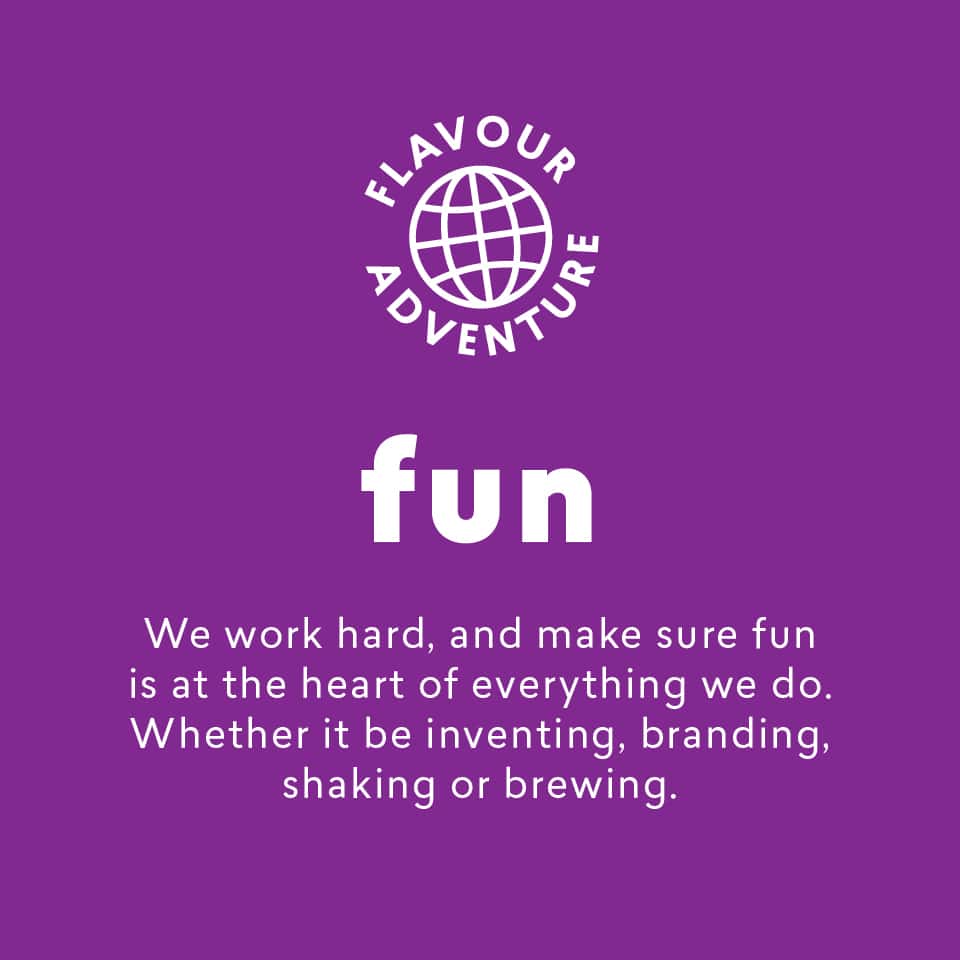 FLAVOUR
ADVENTURE
fun
We work hard, and make sure fun
is at the heart of everything we do.
Whether it be inventing, branding,
shaking or brewing.